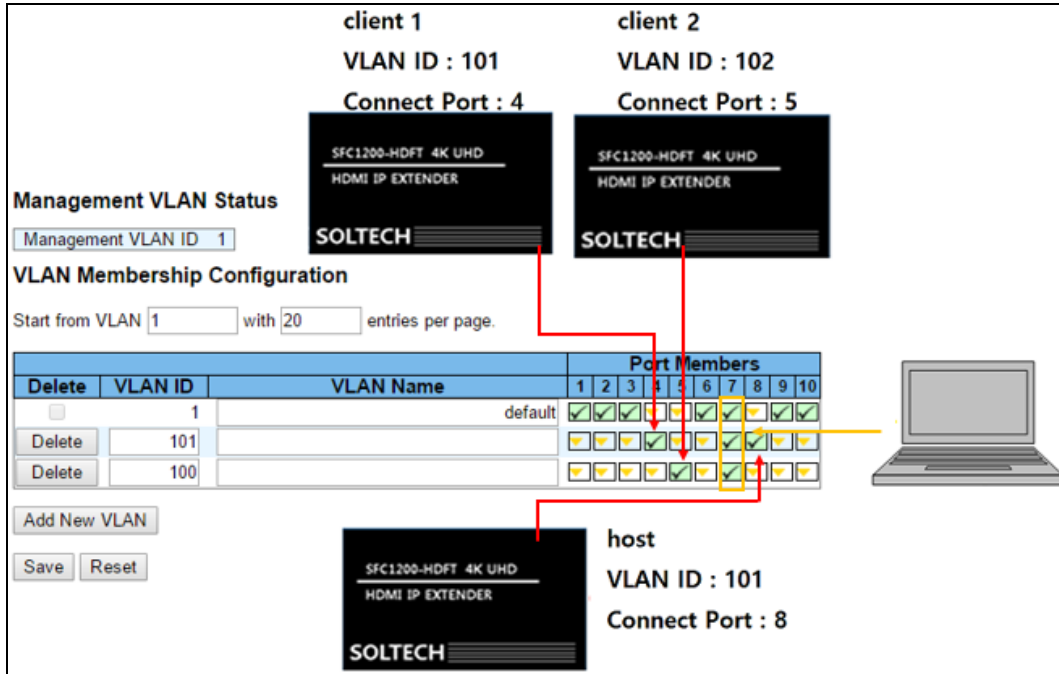 client 1
VLAN ID : 101
Connect Port : 4
client 2
VLAN ID : 102
Connect Port : 5
SFC1200-HDFT 4K UHD
HDMI IP EXTENDER
SOLTECH
SFC1200-HDFT 4K UHD
HDMI IP EXTENDER
SOLTECH
Management VLAN Status
Management VLAN ID 1
VLAN Membership Configuration
Start from VLAN 1 with 20 entries per page.
Port Members
Delete VLAN ID VLAN Name 1 2 3 4 5 6 7 8 9 10
1 default
Delete 101
Delete 100
Add New VLAN
Save Reset
SFC1200-HDFT 4K UHD
HDMI IP EXTENDER
SOLTECH
host
VLAN ID : 101
Connect Port : 8